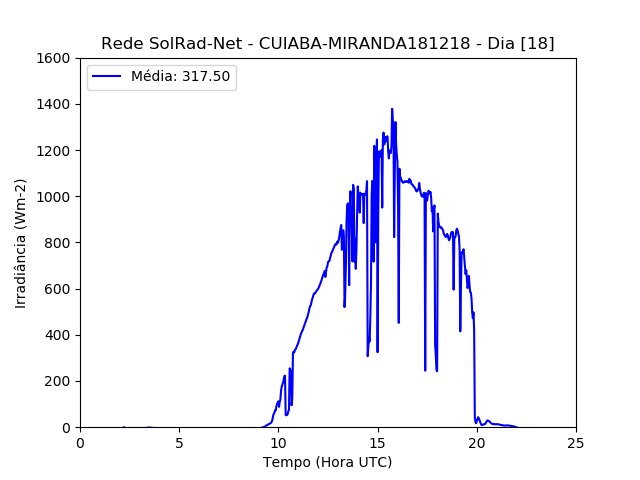 Rede SolRad-Net - CUIABA-MIRANDA181218 - Dia [18]
Média: 317.50
Irradiância (Wm-2)
1600
1400
1200
1000
800
600
400
200
0
0 5 10 15 20 25
Tempo (Hora UTC)